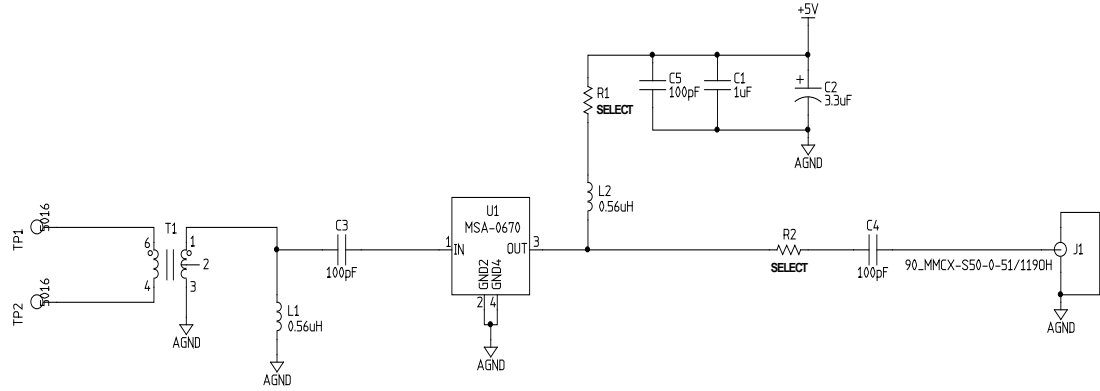 +5V
R1
SELECT
C5
100pF
C1
1uF
+
C2
3.3uF
AGND
L2
0.56uH
TP1
5016
TP2
5016
T1
6
4
1
2
3
AGND
L1
0.56uH
AGND
C3
100pF
U1
MSA-0670
1
IN
OUT
3
GND2
GND4
2
4
AGND
R2
SELECT
C4
100pF
90_MMCX-S50-0-51/119OH
J1
AGND